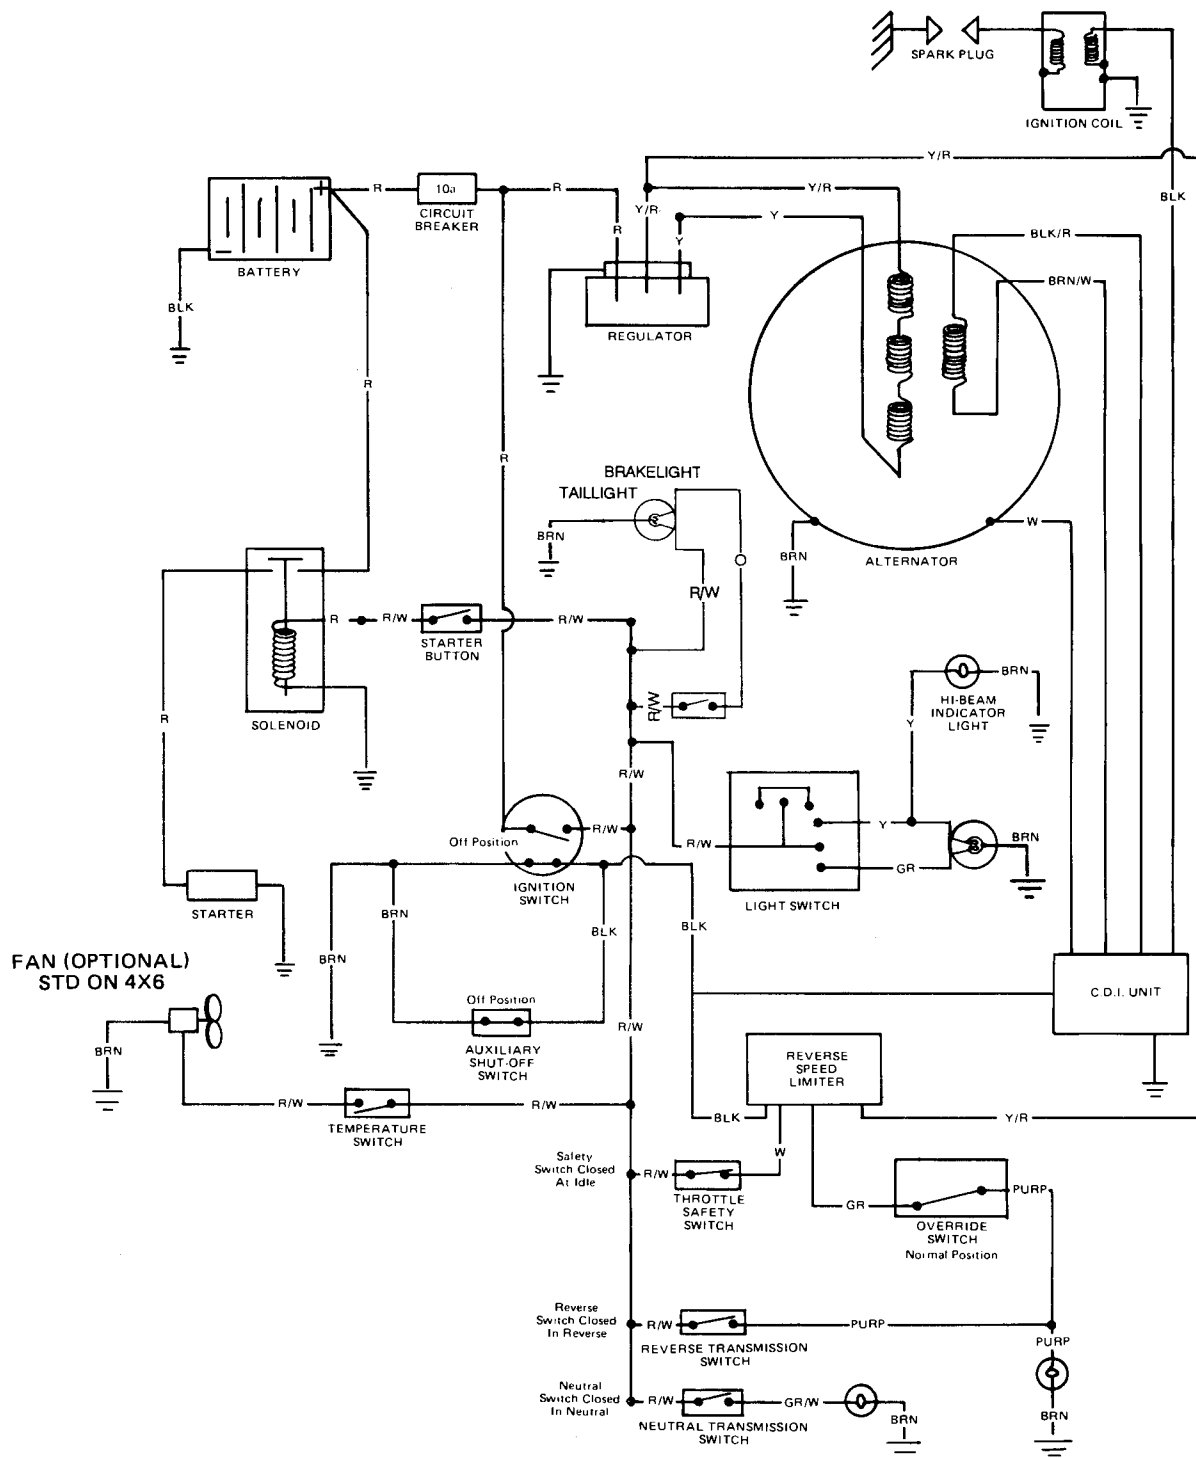 SPARK PLUG
IGNITION COIL
Y/R
BLK
R
10a
CIRCUIT
BREAKER
R
Y/R
Y/R
Y
R
Y
BLK/R
BRN/W
+
−
BATTERY
BLK
REGULATOR
R
R
BRAKELIGHT
TAILLIGHT
BRN
R/W
O
W
BRN
ALTERNATOR
R
R/W
STARTER
BUTTON
R/W
SOLENOID
R
R/W
R/W
BRN
HI-BEAM
INDICATOR
LIGHT
Y
Off Position
R/W
IGNITION
SWITCH
R/W
Y
GR
BRN
LIGHT SWITCH
STARTER
BRN
BLK
BLK
BRN
FAN (OPTIONAL)
STD ON 4X6
BRN
Off Position
AUXILIARY
SHUT-OFF
SWITCH
R/W
C.D.I. UNIT
REVERSE
SPEED
LIMITER
R/W
TEMPERATURE
SWITCH
R/W
BLK
W
Y/R
Safety
Switch Closed
At Idle
R/W
THROTTLE
SAFETY
SWITCH
GR
PURP
OVERRIDE
SWITCH
Normal Position
Reverse
Switch Closed
In Reverse
R/W
PURP
REVERSE TRANSMISSION
SWITCH
PURP
BRN
Neutral
Switch Closed
In Neutral
R/W
GR/W
BRN
NEUTRAL TRANSMISSION
SWITCH